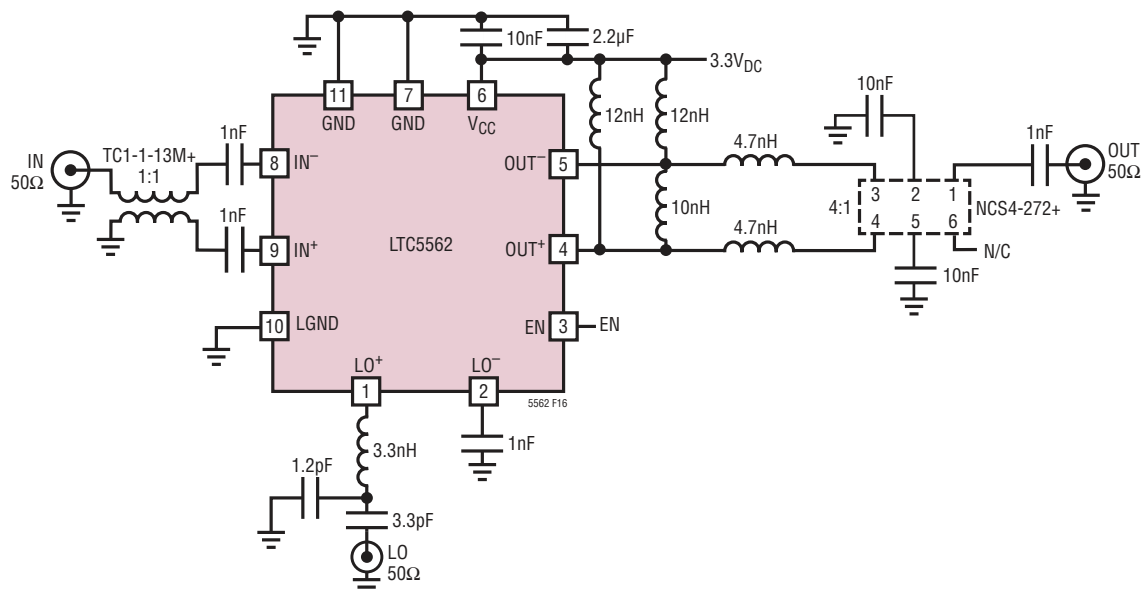 10nF
2.2µF
3.3VDC
11
7
6
GND
GND
VCC
12nH
12nH
10nF
1nF
IN
50Ω
TC1-1-13M+
1:1
1nF
8
IN–
OUT–
5
4.7nH
1nF
OUT
50Ω
3
2
1
4:1
NCS4-272+
4
5
6
10nH
1nF
9
IN+
LTC5562
OUT+
4
4.7nH
N/C
10nF
10
LGND
EN
3
EN
LO+
LO–
1
2
5562 F16
3.3nH
1nF
1.2pF
3.3pF
LO
50Ω